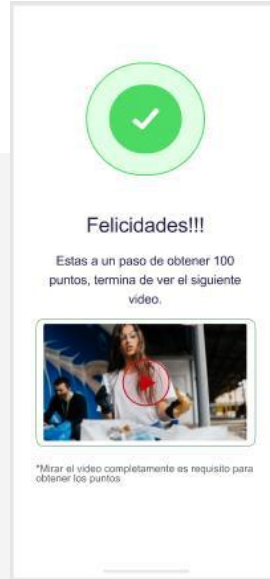 Felicidades!!!
Estas a un paso de obtener 100
puntos, termina de ver el siguiente
video.
*Mirar el video completamente es requisito para
obtener los puntos